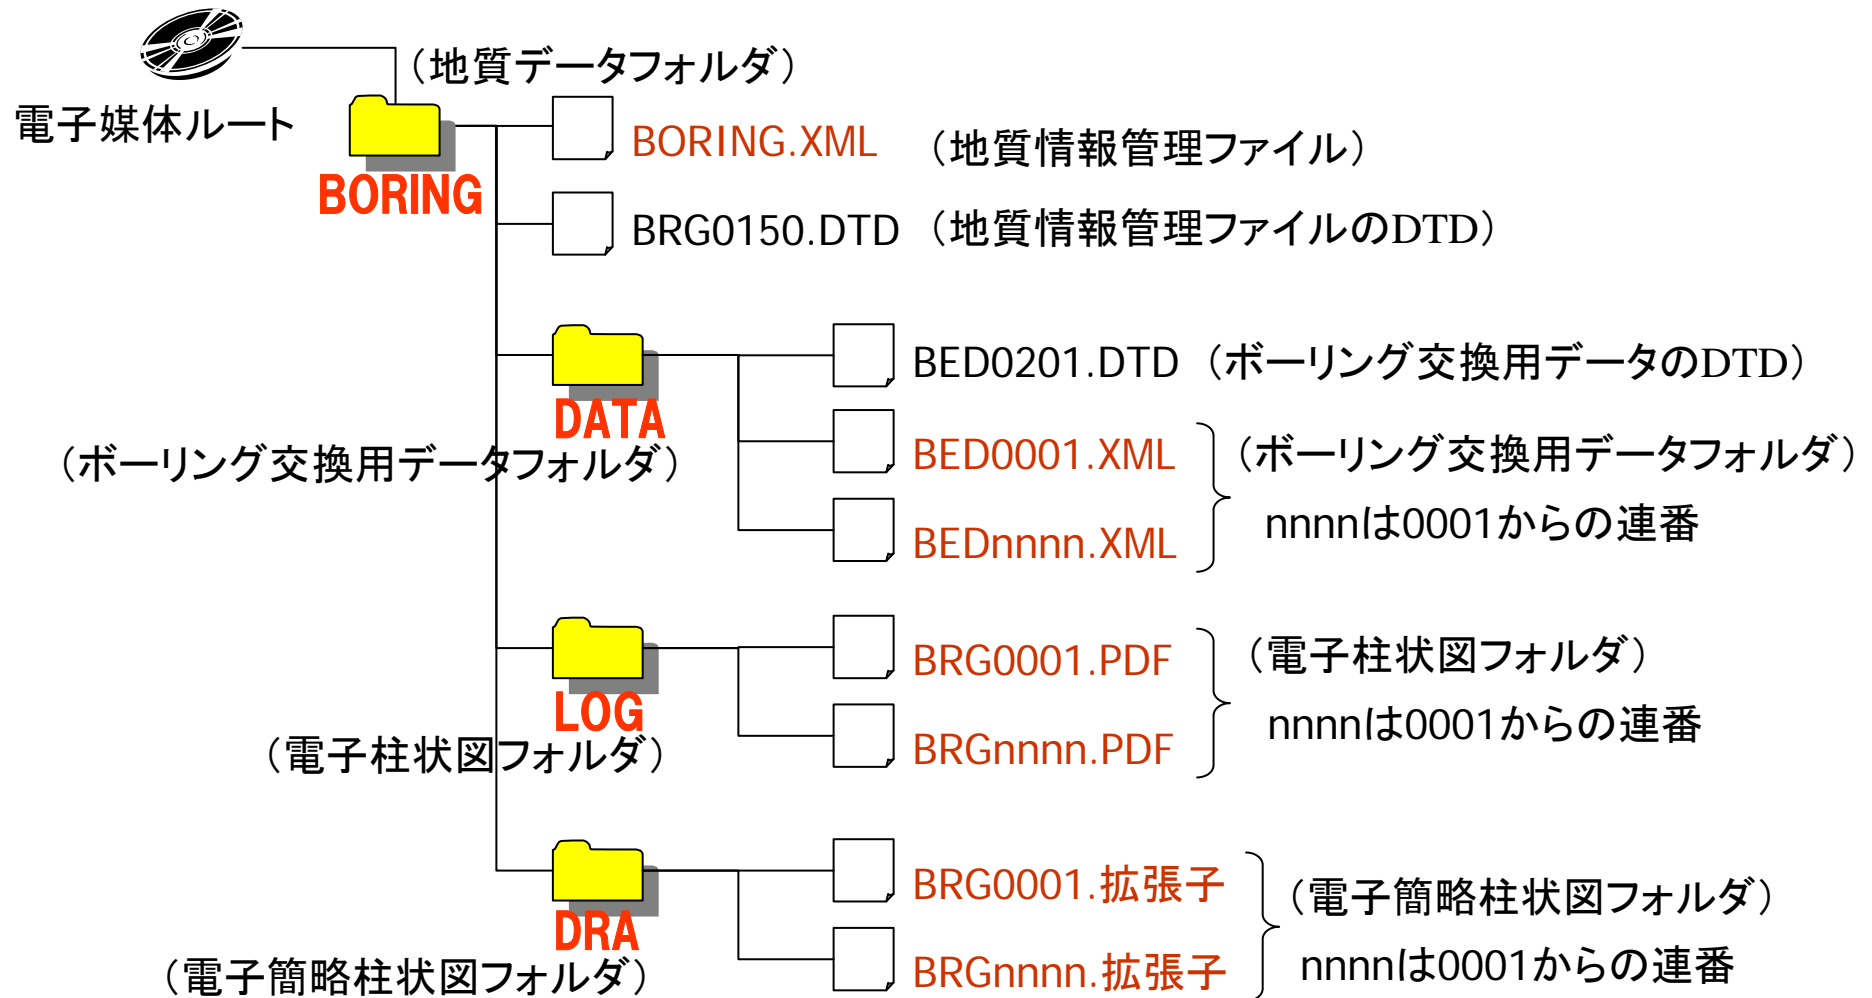 （地質データフォルダ）
電子媒体ルート
BORING
BORING.XML （地質情報管理ファイル）
BRG0150.DTD （地質情報管理ファイルのDTD）
DATA
（ボーリング交換用データフォルダ）
BED0201.DTD （ボーリング交換用データのDTD）
BED0001.XML
BEDnnnn.XML
（ボーリング交換用データフォルダ）
nnnnは0001からの連番
LOG
（電子柱状図フォルダ）
BRG0001.PDF
BRGnnnn.PDF
（電子柱状図フォルダ）
nnnnは0001からの連番
DRA
（電子簡略柱状図フォルダ）
BRG0001.拡張子
BRGnnnn.拡張子
（電子簡略柱状図フォルダ）
nnnnは0001からの連番